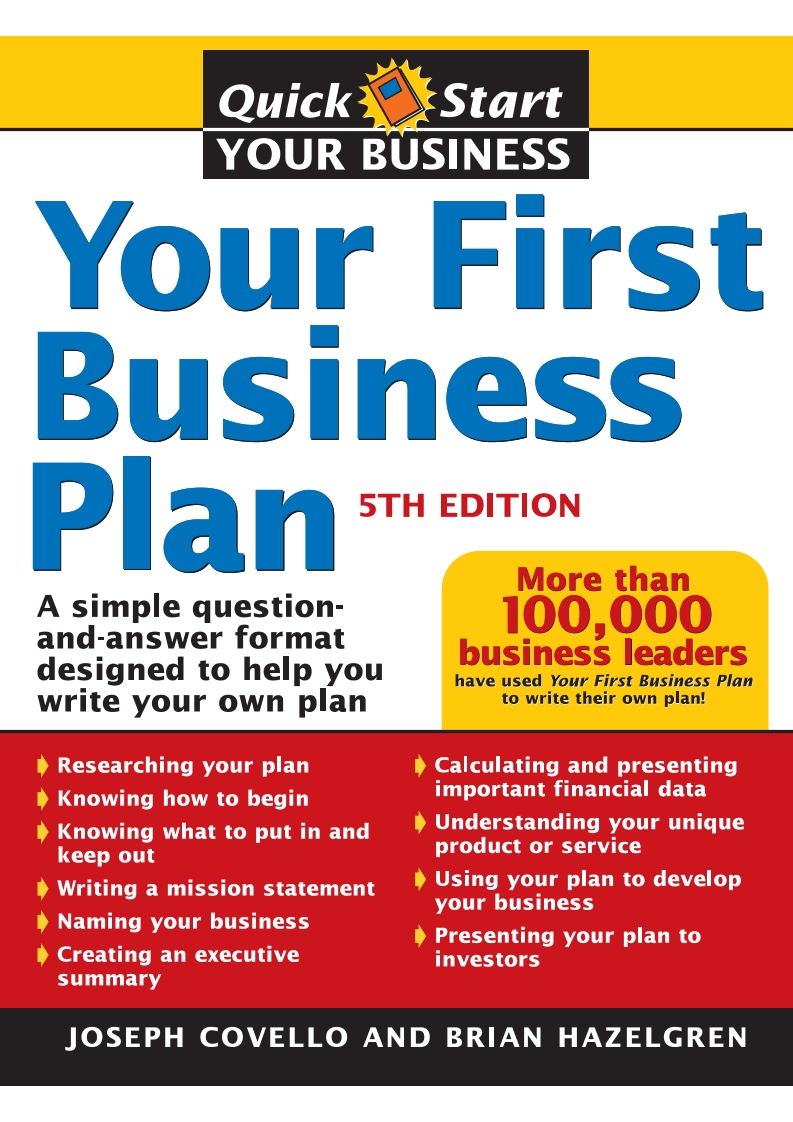 Quick Start
YOUR BUSINESS
Your First
Business
Plan
5TH EDITION
A simple question-
and-answer format
designed to help you
write your own plan
More than
100,000
business leaders
have used Your First Business Plan
to write their own plan!
Researching your plan
Knowing how to begin
Knowing what to put in and
keep out
Writing a mission statement
Naming your business
Creating an executive
summary
Calculating and presenting
important financial data
Understanding your unique
product or service
Using your plan to develop
your business
Presenting your plan to
investors
JOSEPH COVELLO AND BRIAN HAZELGREN